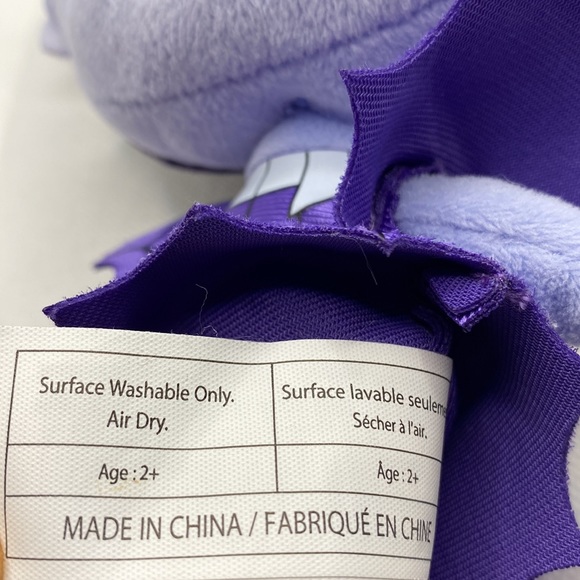 Surface Washable Only.
Air Dry.
Surface lavable seuleme
Sécher à l'air.
Age : 2+
Âge : 2+
MADE IN CHINA / FABRIQUÉ EN CHINE